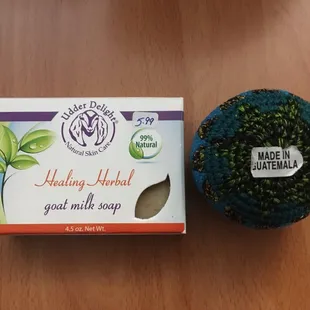 Udder Delight
Natural Skin Care
5.99
99%
Natural
Healing Herbal
goat milk soap
4.5 oz. Net Wt.
MADE IN
GUATEMALA